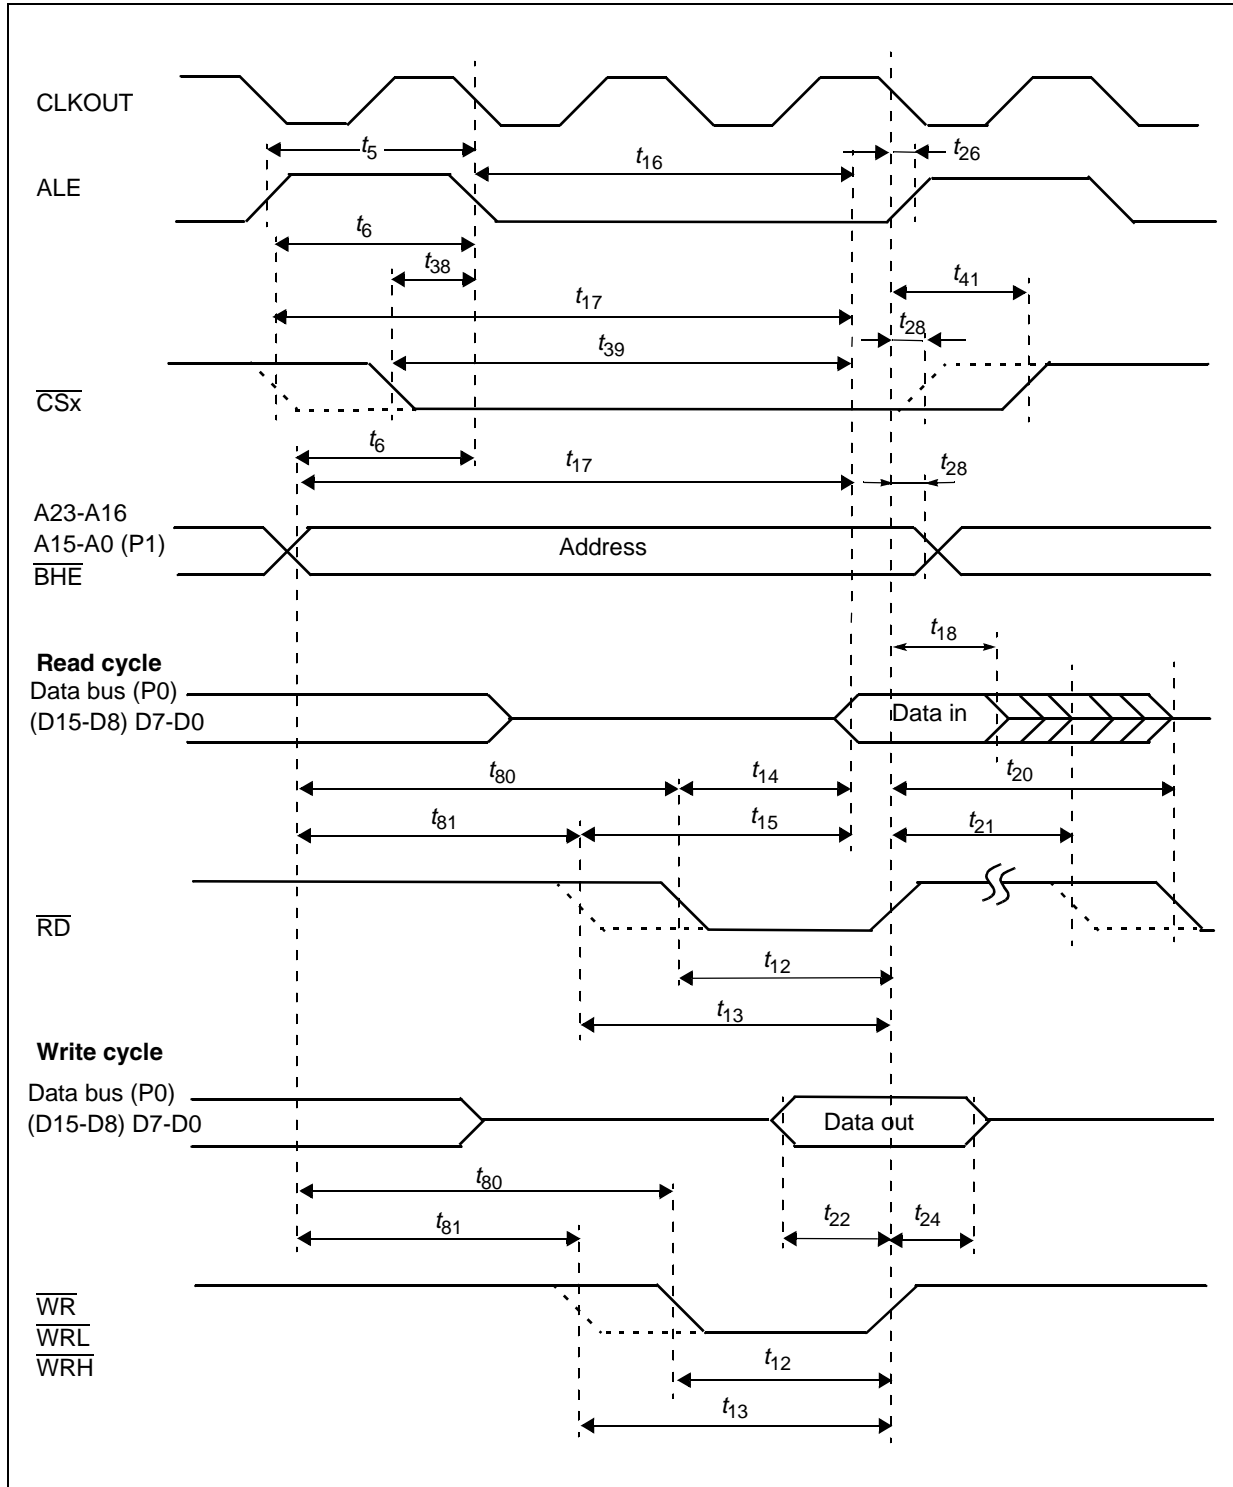 CLKOUT
t5
t16
t26
ALE
t6
t38
t41
t17
t28
t39
CSx
t6
t17
t28
A23-A16
A15-A0 (P1)
Address
BHE
t18
Read cycle
Data bus (P0)
(D15-D8) D7-D0
Data in
t80
t14
t20
t81
t15
t21
RD
t12
t13
Write cycle
Data bus (P0)
(D15-D8) D7-D0
Data out
t80
t22
t24
t81
WR
WRL
WRH
t12
t13